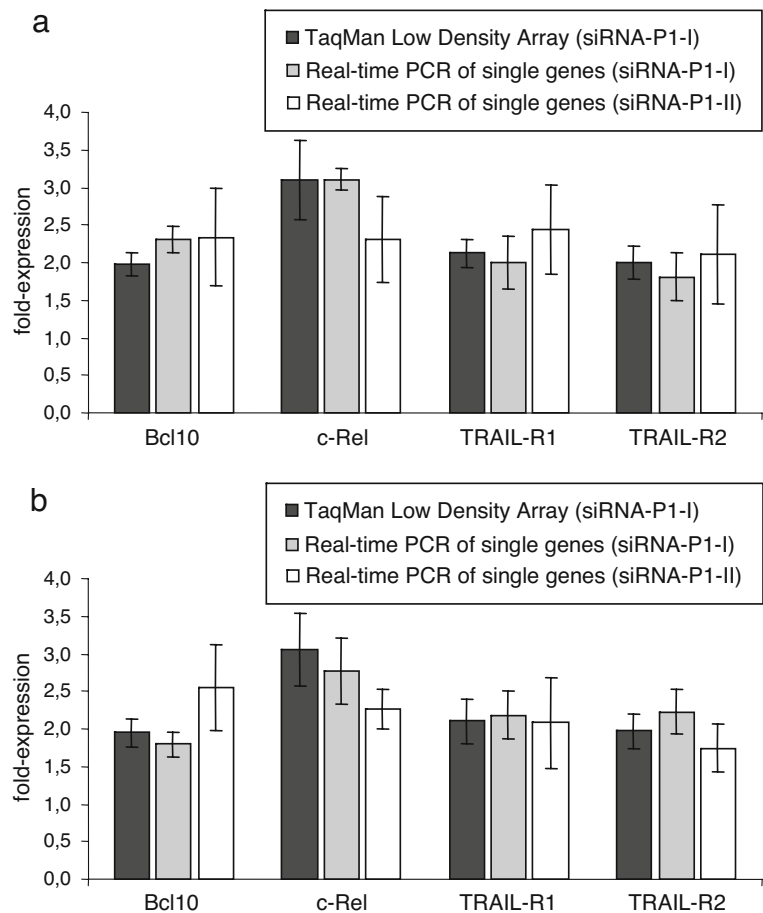 a
TaqMan Low Density Array (siRNA-P1-I)
Real-time PCR of single genes (siRNA-P1-I)
Real-time PCR of single genes (siRNA-P1-II)
fold-expression
4,0
3,5
3,0
2,5
2,0
1,5
1,0
0,5
0,0
Bcl10
c-Rel
TRAIL-R1
TRAIL-R2
b
TaqMan Low Density Array (siRNA-P1-I)
Real-time PCR of single genes (siRNA-P1-I)
Real-time PCR of single genes (siRNA-P1-II)
fold-expression
4,0
3,5
3,0
2,5
2,0
1,5
1,0
0,5
0,0
Bcl10
c-Rel
TRAIL-R1
TRAIL-R2